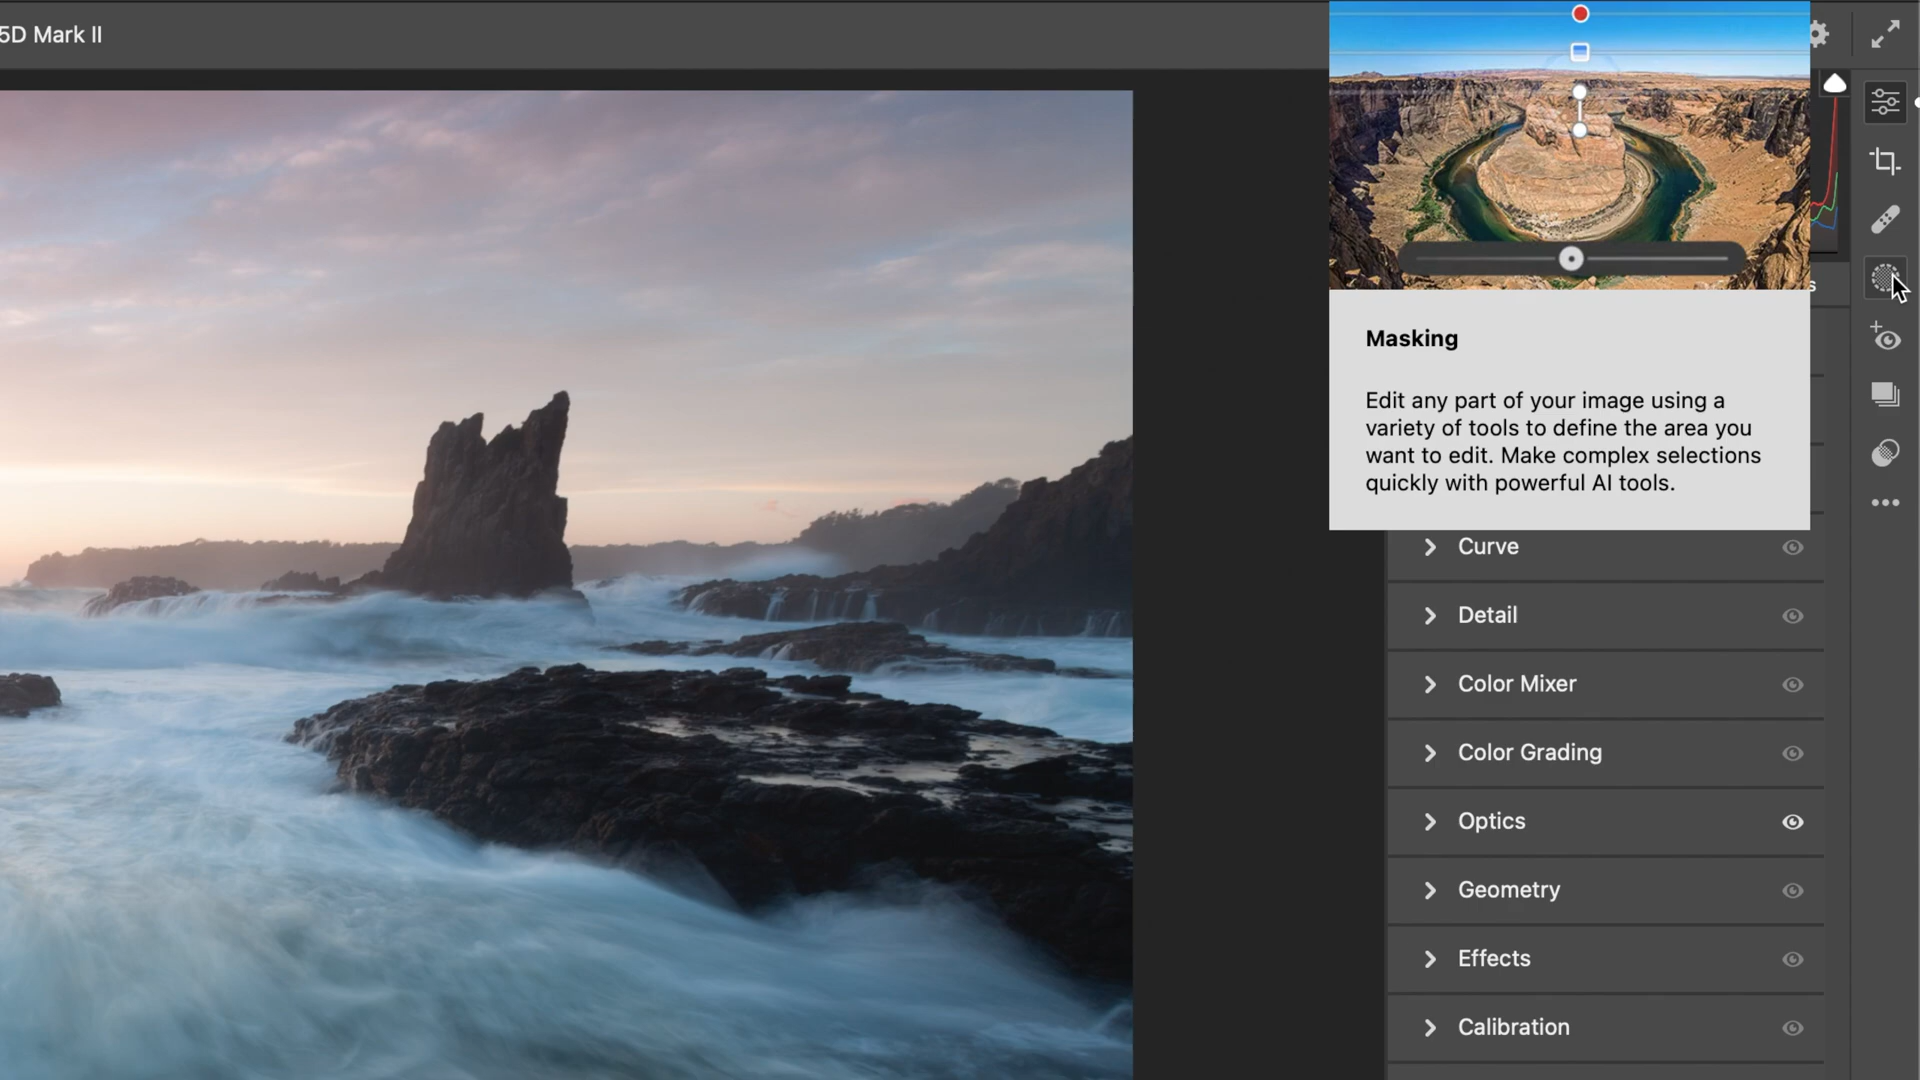 5D Mark II
Masking
Edit any part of your image using a
variety of tools to define the area you
want to edit. Make complex selections
quickly with powerful AI tools.
s
Curve
Detail
Color Mixer
Color Grading
Optics
Geometry
Effects
Calibration